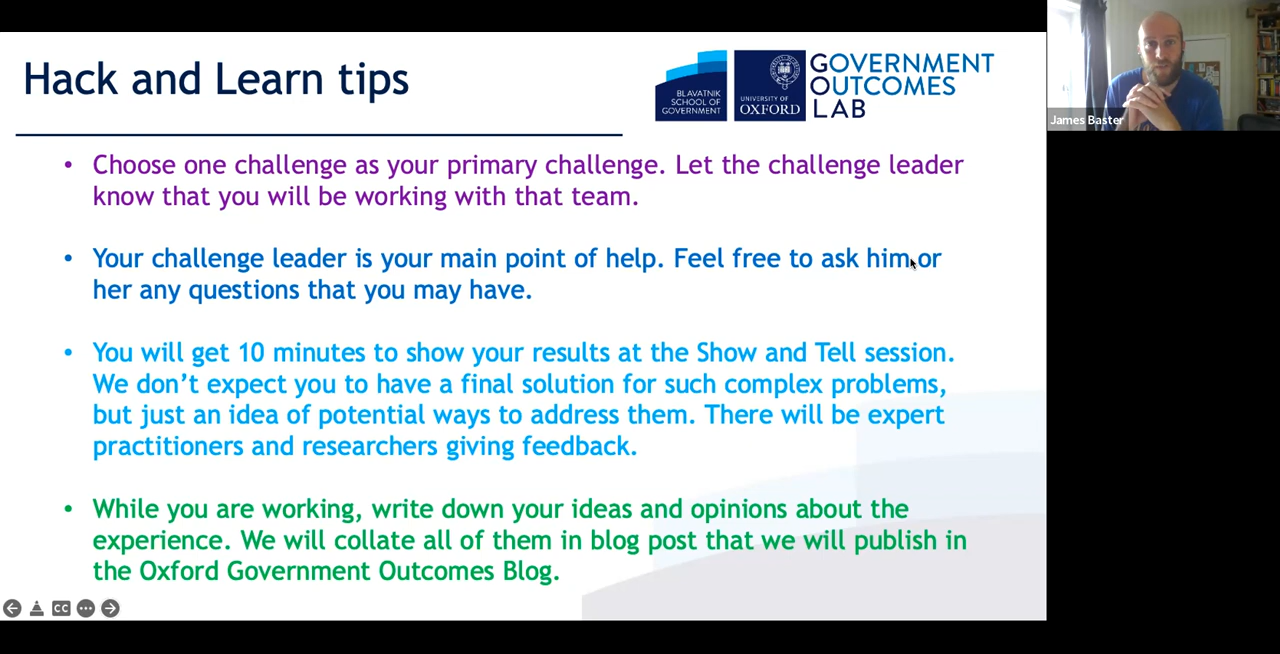 Hack and Learn tips
BLAVATNIK
SCHOOL OF
GOVERNMENT
UNIVERSITY OF
OXFORD
GOVERNMENT
OUTCOMES
LAB
James Baster
• Choose one challenge as your primary challenge. Let the challenge leader
know that you will be working with that team.
• Your challenge leader is your main point of help. Feel free to ask him or
her any questions that you may have.
• You will get 10 minutes to show your results at the Show and Tell session.
We don’t expect you to have a final solution for such complex problems,
but just an idea of potential ways to address them. There will be expert
practitioners and researchers giving feedback.
• While you are working, write down your ideas and opinions about the
experience. We will collate all of them in blog post that we will publish in
the Oxford Government Outcomes Blog.
CC